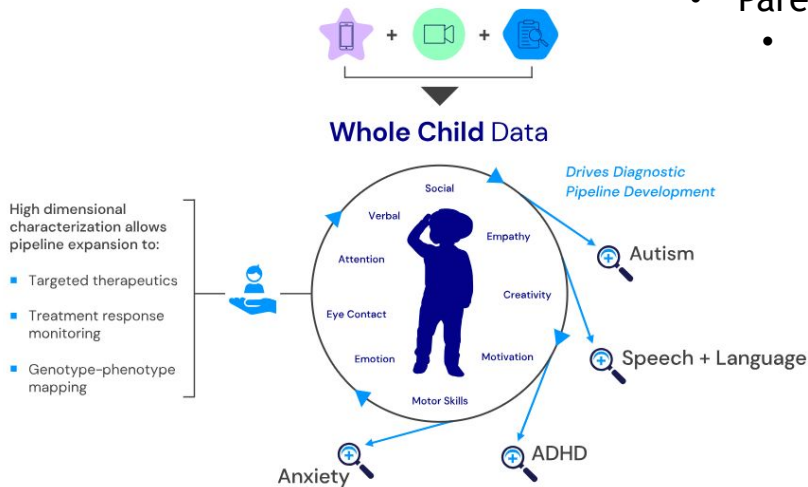 • Pare
•
+ +
Whole Child Data
Drives Diagnostic
Pipeline Development
High dimensional
characterization allows
pipeline expansion to:
▪ Targeted therapeutics
▪ Treatment response
monitoring
▪ Genotype-phenotype
mapping
Social
Verbal
Empathy
Attention
Creativity
Eye Contact
Emotion
Motivation
Motor Skills
Autism
Speech + Language
ADHD
Anxiety